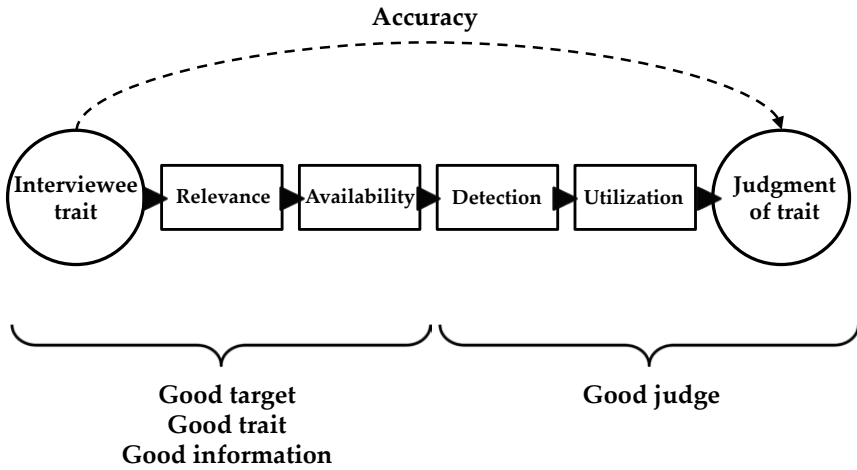 Accuracy
Interviewee
trait
Relevance
Availability
Detection
Utilization
Judgment
of trait
Good target
Good trait
Good information
Good judge